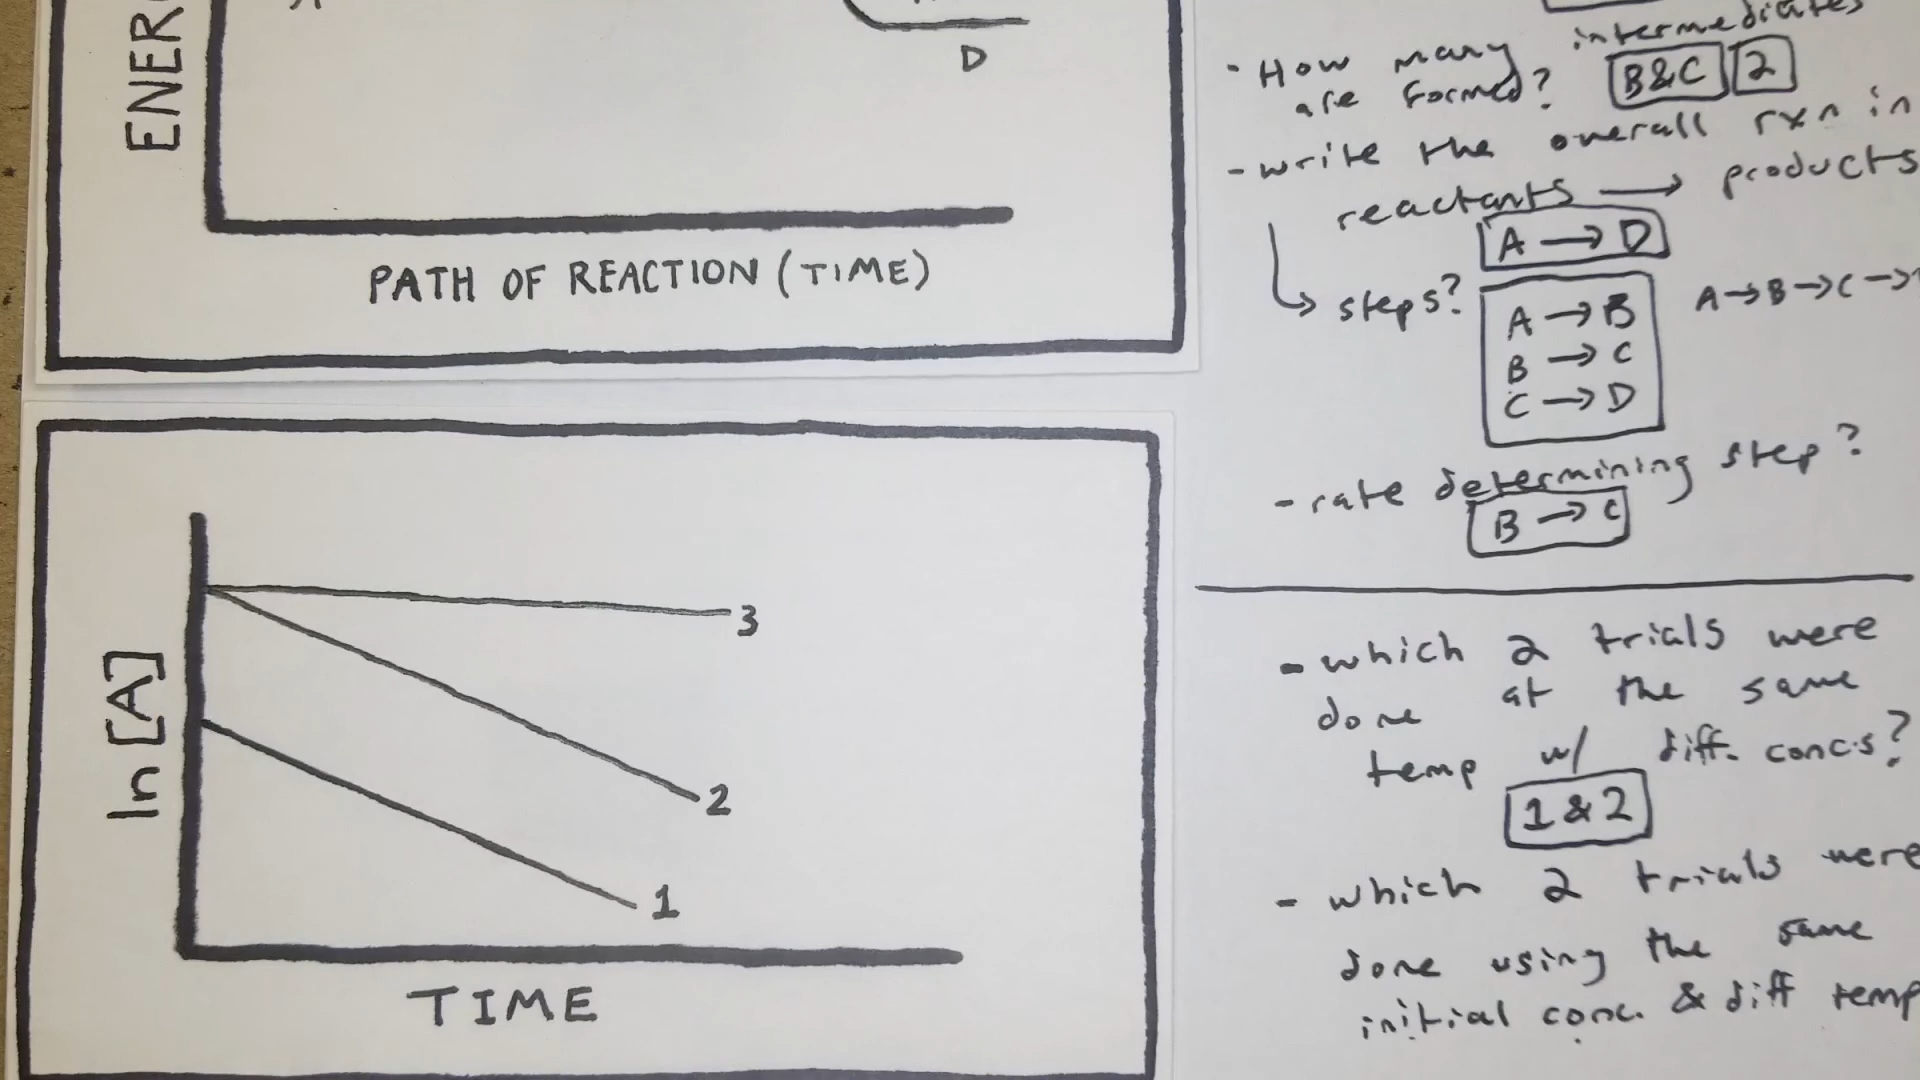 ENER
D
PATH OF REACTION (TIME)
ln[A]
3
2
1
TIME
- How many intermediates
are formed? B&C 2
- write the overall rxn in
reactants → products
A → D
↳ steps?
A → B
B → C
C → D
A → B → C →
- rate determining step?
B → C
- which 2 trials were
done at the same
temp w/ diff. concs?
1 & 2
- which 2 trials were
done using the same
initial conc. & diff temp